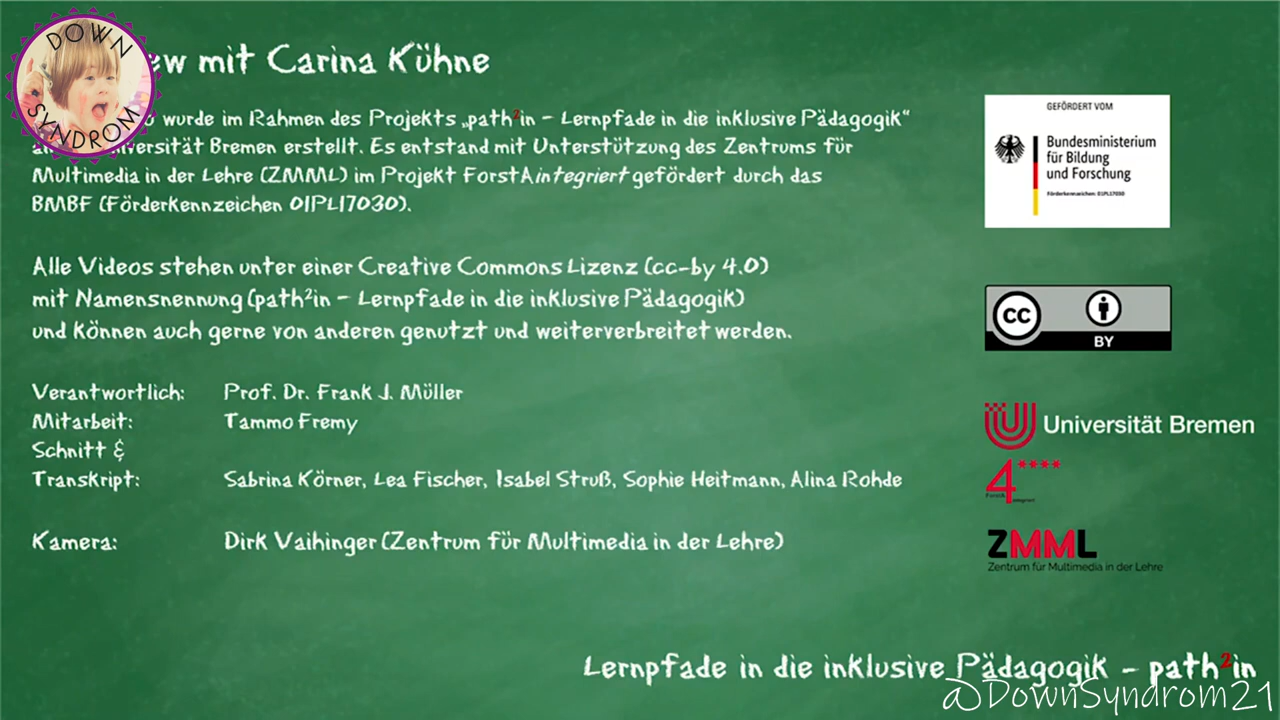 DOWN
SYNDROM
ew mit Carina Kühne
wurde im Rahmen des Projekts „path²in – Lernpfade in die inklusive Pädagogik“
iversität Bremen erstellt. Es entstand mit Unterstützung des Zentrums für
Multimedia in der Lehre (ZMML) im Projekt ForstAintegriert gefördert durch das
BMBF (Förderkennzeichen 01PL17030).
Alle Videos stehen unter einer Creative Commons Lizenz (cc-by 4.0)
mit Namensnennung (path²in – Lernpfade in die inklusive Pädagogik)
und können auch gerne von anderen genutzt und weiterverbreitet werden.
Verantwortlich: Prof. Dr. Frank J. Müller
Mitarbeit: Tammo Fremy
Schnitt &
Transkript: Sabrina Körner, Lea Fischer, Isabel Struß, Sophie Heitmann, Alina Rohde
Kamera: Dirk Vaihinger (Zentrum für Multimedia in der Lehre)
GEFÖRDERT VOM
Bundesministerium
für Bildung
und Forschung
Förderkennzeichen: 01PL17030
CC
BY
Universität Bremen
4****
ForstA integriert
ZMML
Zentrum für Multimedia in der Lehre
Lernpfade in die inklusive Pädagogik – path²in
@DownSyndrom21